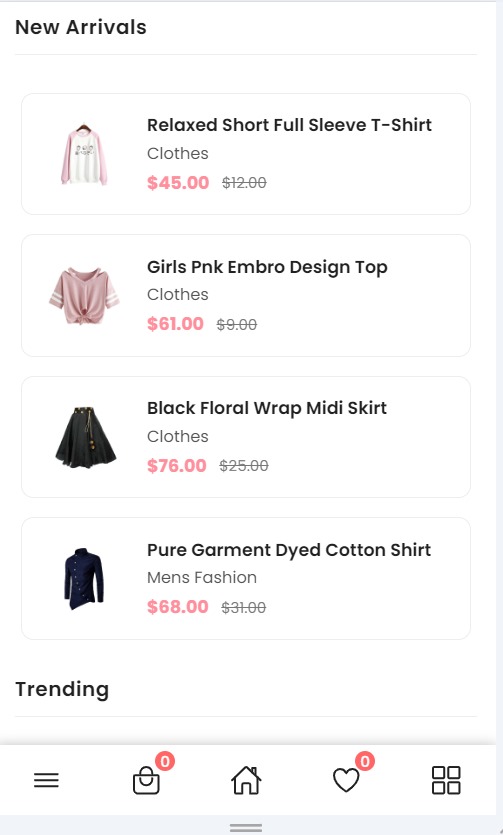 New Arrivals
Relaxed Short Full Sleeve T-Shirt
Clothes
$45.00 $12.00
Girls Pnk Embro Design Top
Clothes
$61.00 $9.00
Black Floral Wrap Midi Skirt
Clothes
$76.00 $25.00
Pure Garment Dyed Cotton Shirt
Mens Fashion
$68.00 $31.00
Trending
0 0